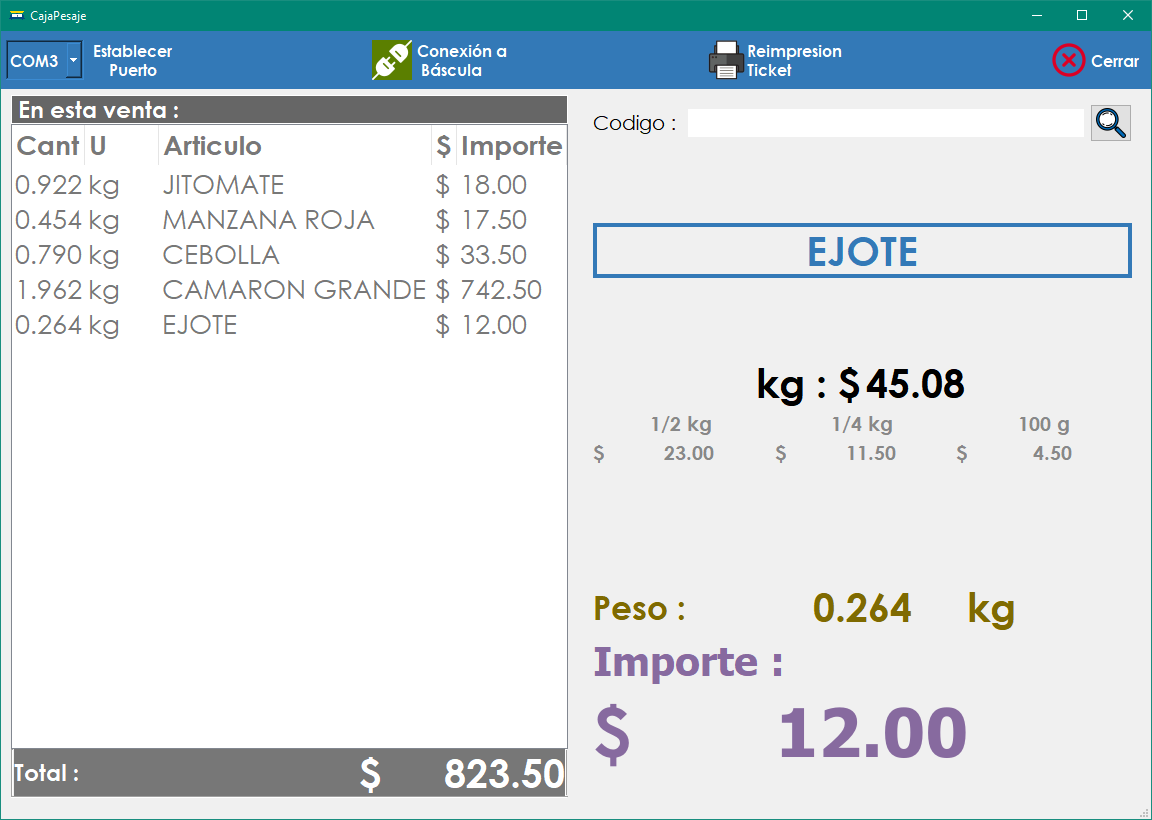 CajaPesaje
COM3
Establecer
Puerto
Conexión a
Báscula
Reimpresion
Ticket
Cerrar
En esta venta :
Cant U Articulo $ Importe
0.922 kg JITOMATE $ 18.00
0.454 kg MANZANA ROJA $ 17.50
0.790 kg CEBOLLA $ 33.50
1.962 kg CAMARON GRANDE $ 742.50
0.264 kg EJOTE $ 12.00
Total : $ 823.50
Codigo :
EJOTE
kg : $ 45.08
1/2 kg 1/4 kg 100 g
$ 23.00 $ 11.50 $ 4.50
Peso : 0.264 kg
Importe :
$ 12.00